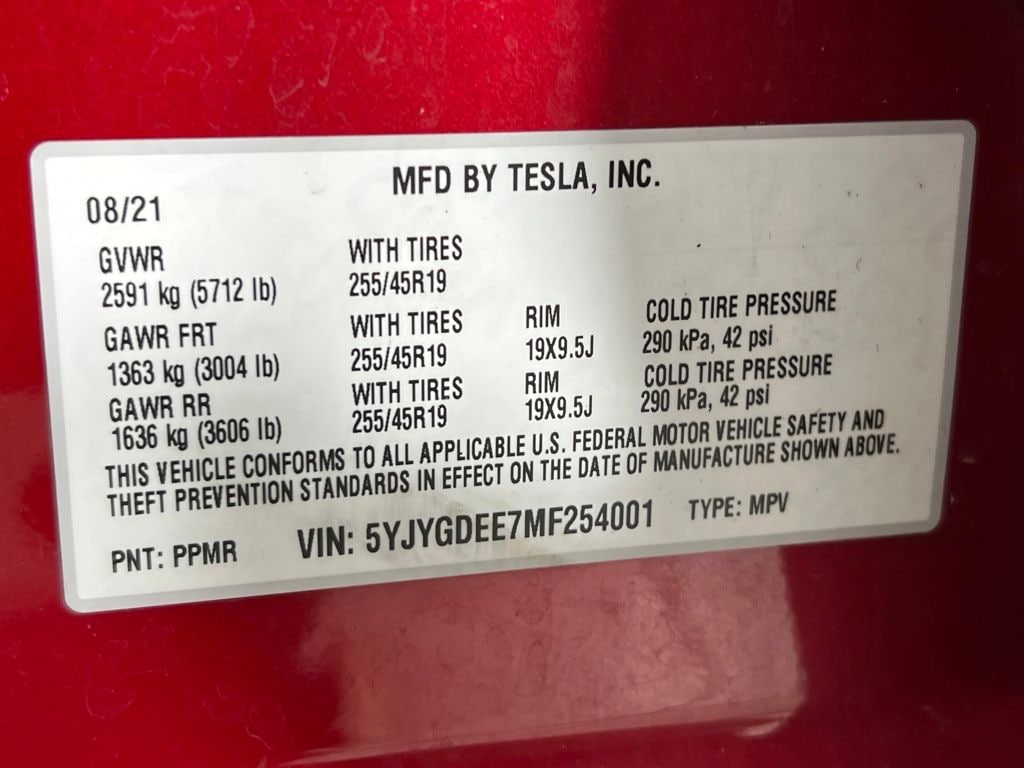 MFD BY TESLA, INC.
08/21
GVWR WITH TIRES
2591 kg (5712 lb) 255/45R19
GAWR FRT WITH TIRES RIM COLD TIRE PRESSURE
1363 kg (3004 lb) 255/45R19 19X9.5J 290 kPa, 42 psi
GAWR RR WITH TIRES RIM COLD TIRE PRESSURE
1636 kg (3606 lb) 255/45R19 19X9.5J 290 kPa, 42 psi
THIS VEHICLE CONFORMS TO ALL APPLICABLE U.S. FEDERAL MOTOR VEHICLE SAFETY AND
THEFT PREVENTION STANDARDS IN EFFECT ON THE DATE OF MANUFACTURE SHOWN ABOVE.
PNT: PPMR VIN: 5YJYGDEE7MF254001 TYPE: MPV